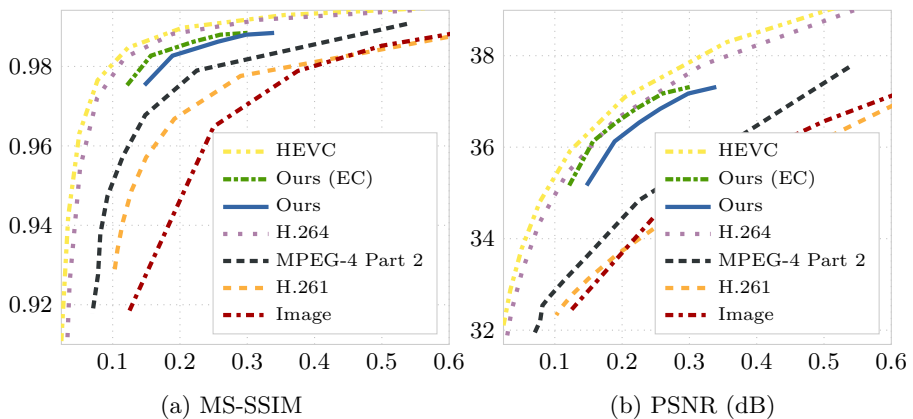 0.98
0.96
0.94
0.92
0.1 0.2 0.3 0.4 0.5 0.6
HEVC
Ours (EC)
Ours
H.264
MPEG-4 Part 2
H.261
Image
(a) MS-SSIM
38
36
34
32
0.1 0.2 0.3 0.4 0.5 0.6
HEVC
Ours (EC)
Ours
H.264
MPEG-4 Part 2
H.261
Image
(b) PSNR (dB)